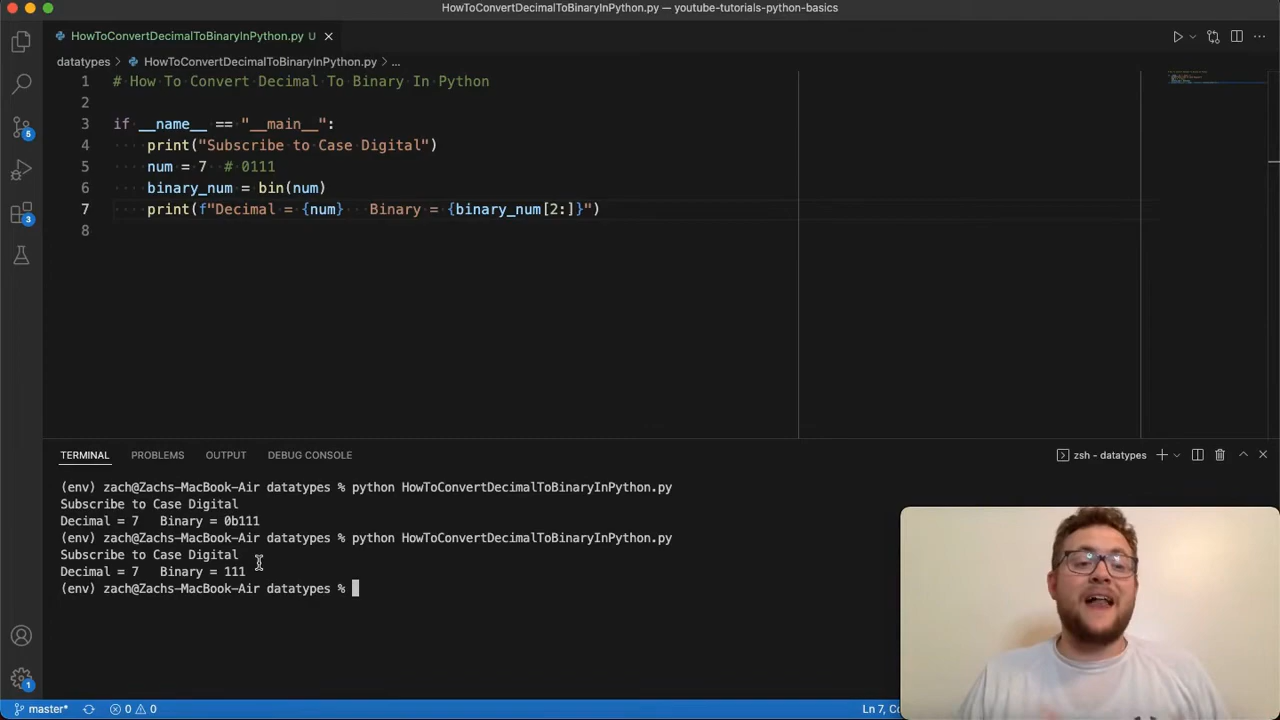 HowToConvertDecimalToBinaryInPython.py — youtube-tutorials-python-basics
HowToConvertDecimalToBinaryInPython.py U
datatypes > HowToConvertDecimalToBinaryInPython.py > ...
1 # How To Convert Decimal To Binary In Python
2
3 if __name__ == "__main__":
4 print("Subscribe to Case Digital")
5 num = 7 # 0111
6 binary_num = bin(num)
7 print(f"Decimal = {num} Binary = {binary_num[2:]}")
8
5
3
TERMINAL PROBLEMS OUTPUT DEBUG CONSOLE zsh - datatypes
(env) zach@Zachs-MacBook-Air datatypes % python HowToConvertDecimalToBinaryInPython.py
Subscribe to Case Digital
Decimal = 7 Binary = 0b111
(env) zach@Zachs-MacBook-Air datatypes % python HowToConvertDecimalToBinaryInPython.py
Subscribe to Case Digital
Decimal = 7 Binary = 111
(env) zach@Zachs-MacBook-Air datatypes %
1
master* 0 0 Ln 7,